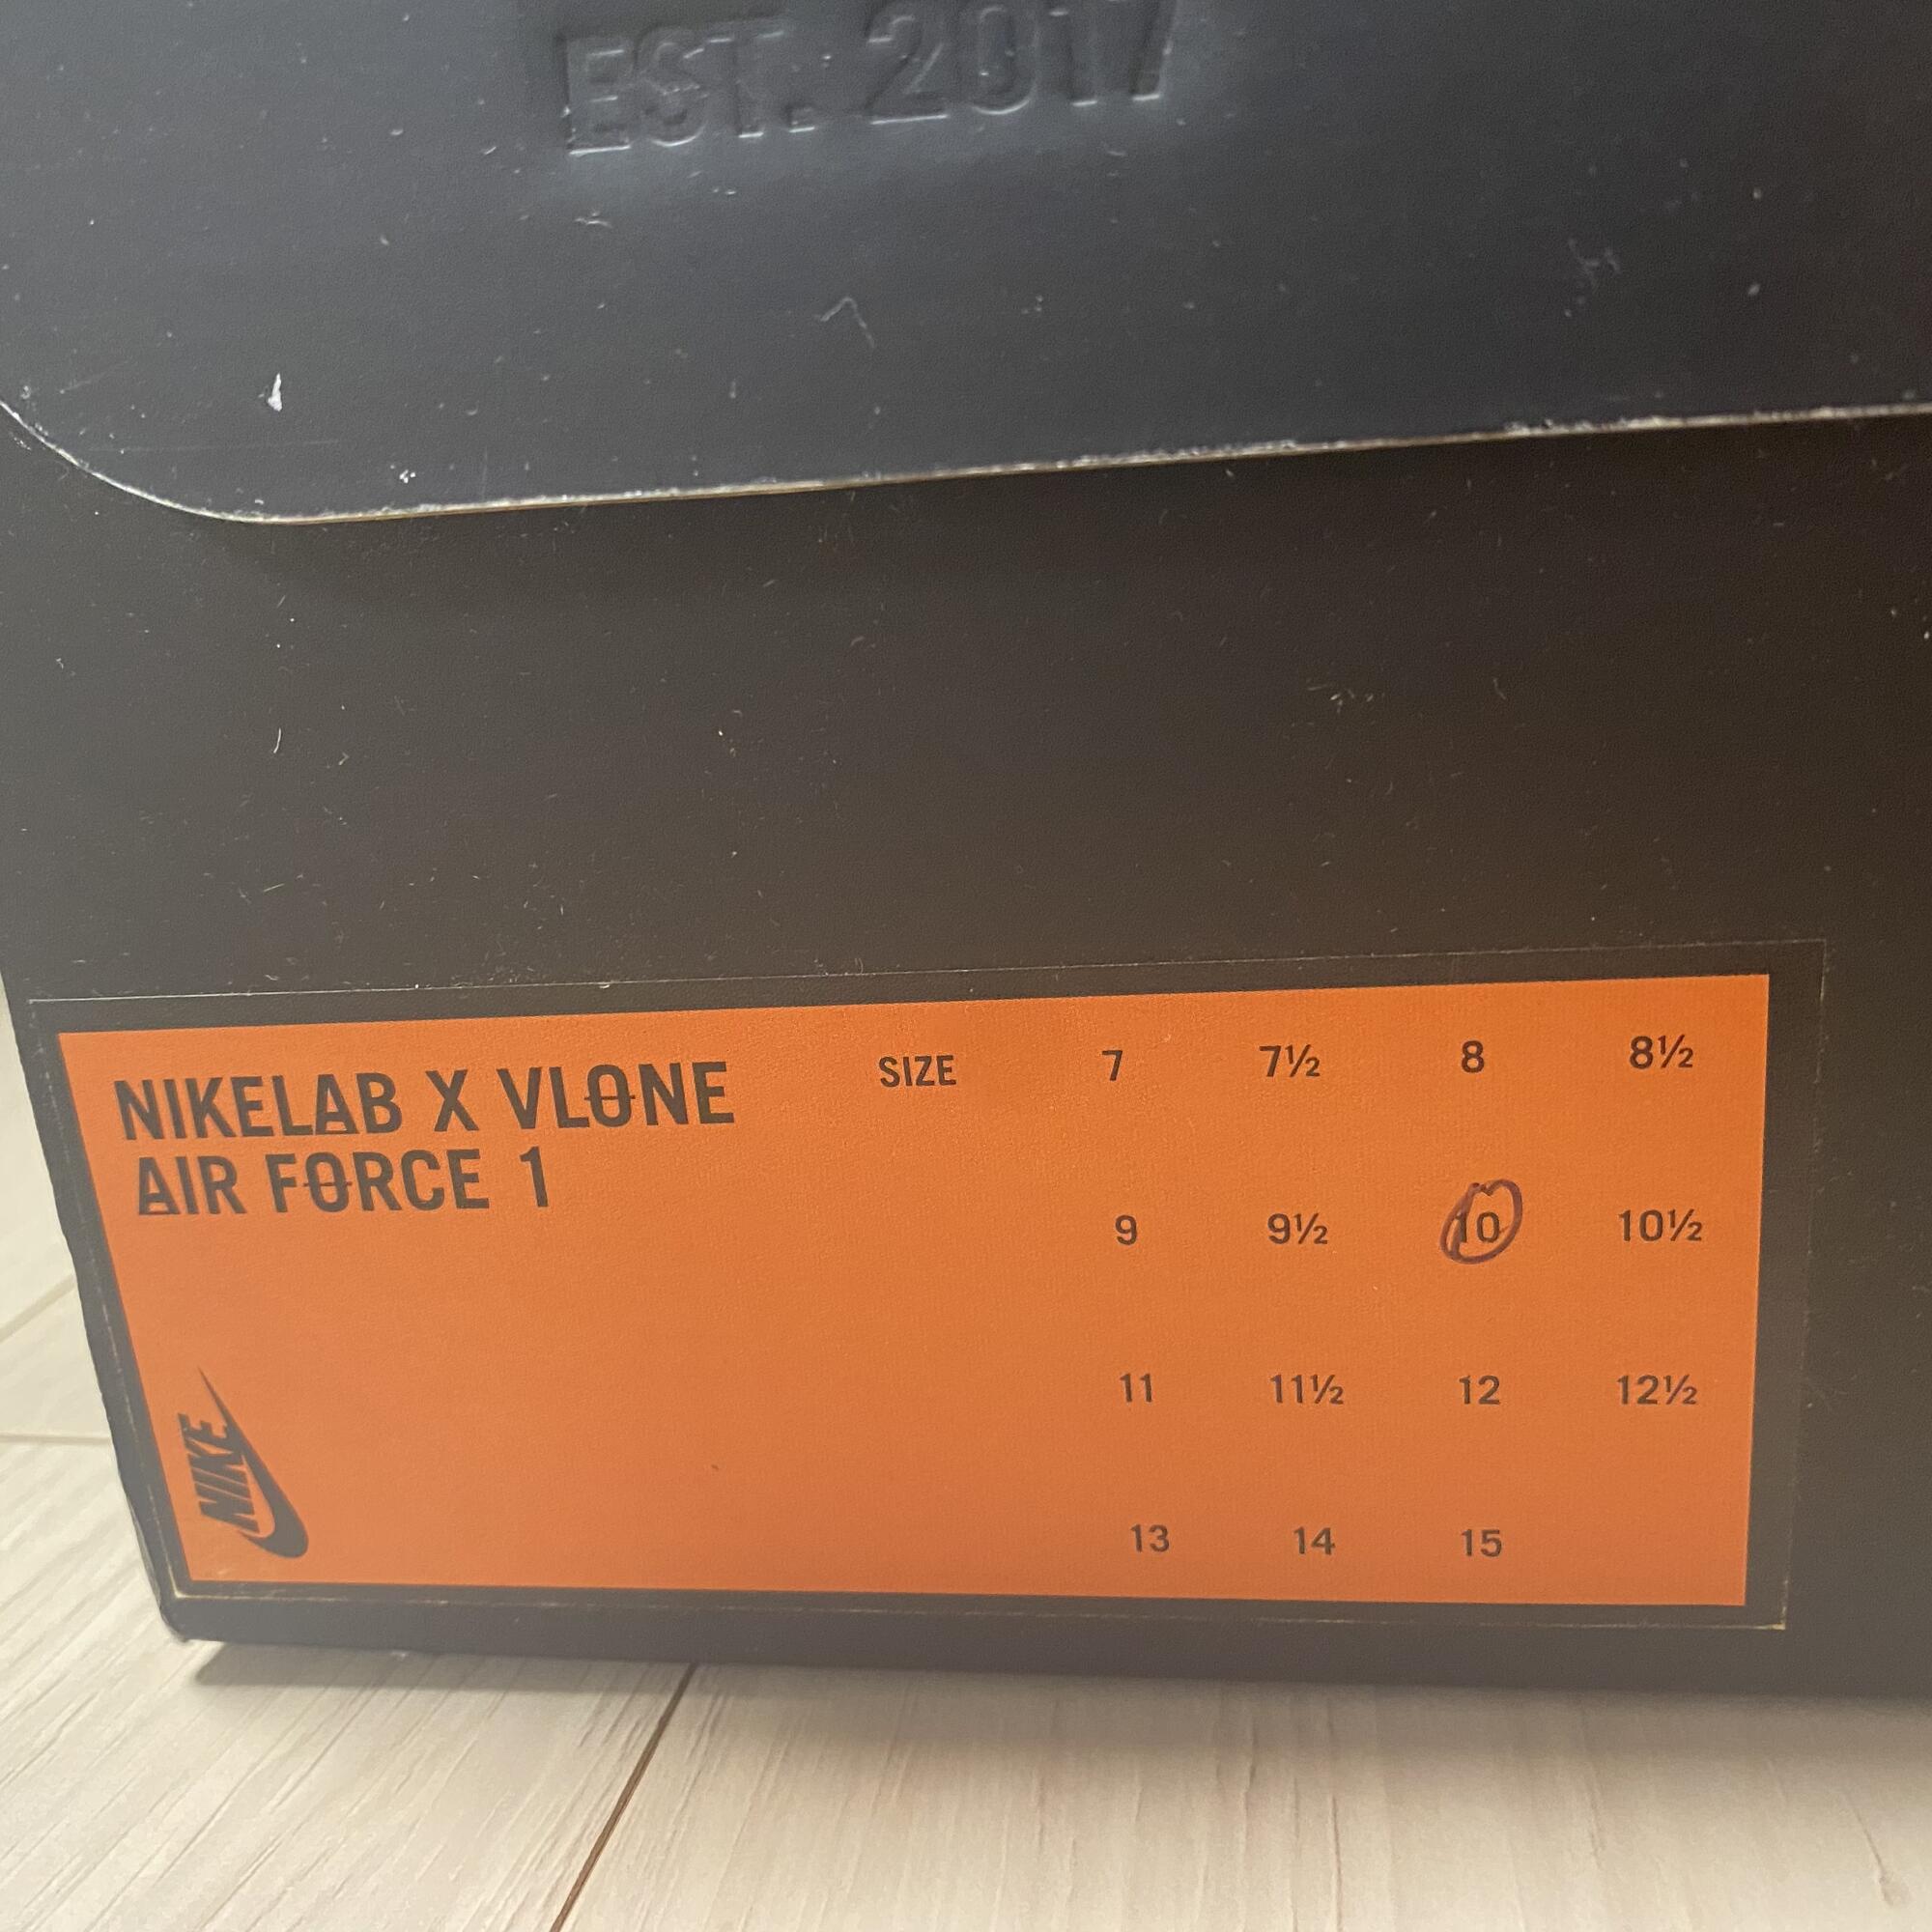 EST. 2017
NIKELAB X VLONE
AIR FORCE 1
SIZE 7 7½ 8 8½
9 9½ 10 10½
11 11½ 12 12½
13 14 15
NIKE